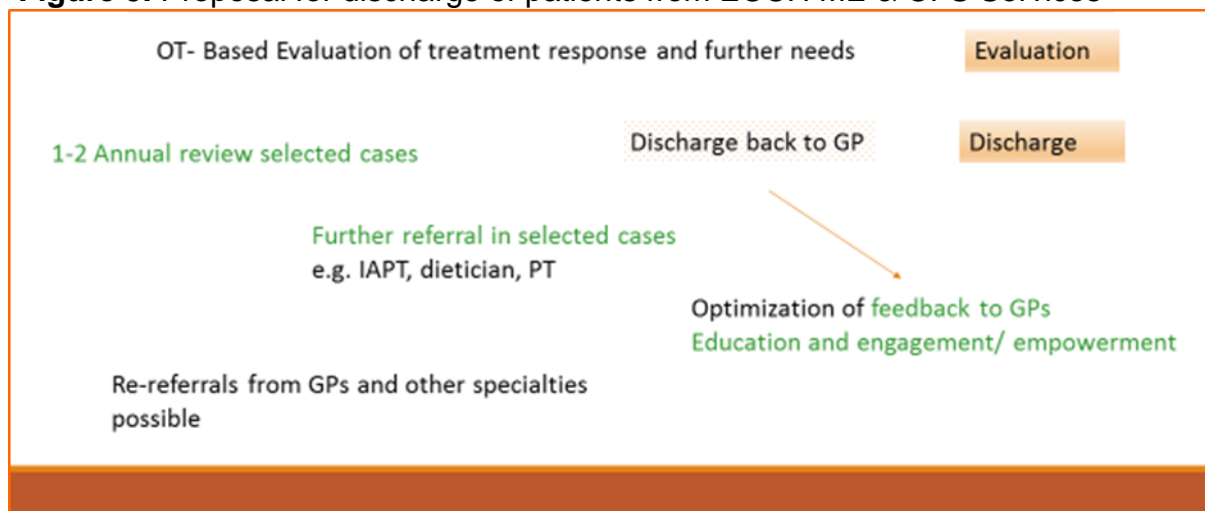 OT- Based Evaluation of treatment response and further needs
Evaluation
1-2 Annual review selected cases
Discharge back to GP
Discharge
Further referral in selected cases
e.g. IAPT, dietician, PT
Optimization of feedback to GPs
Education and engagement/ empowerment
Re-referrals from GPs and other specialties
possible